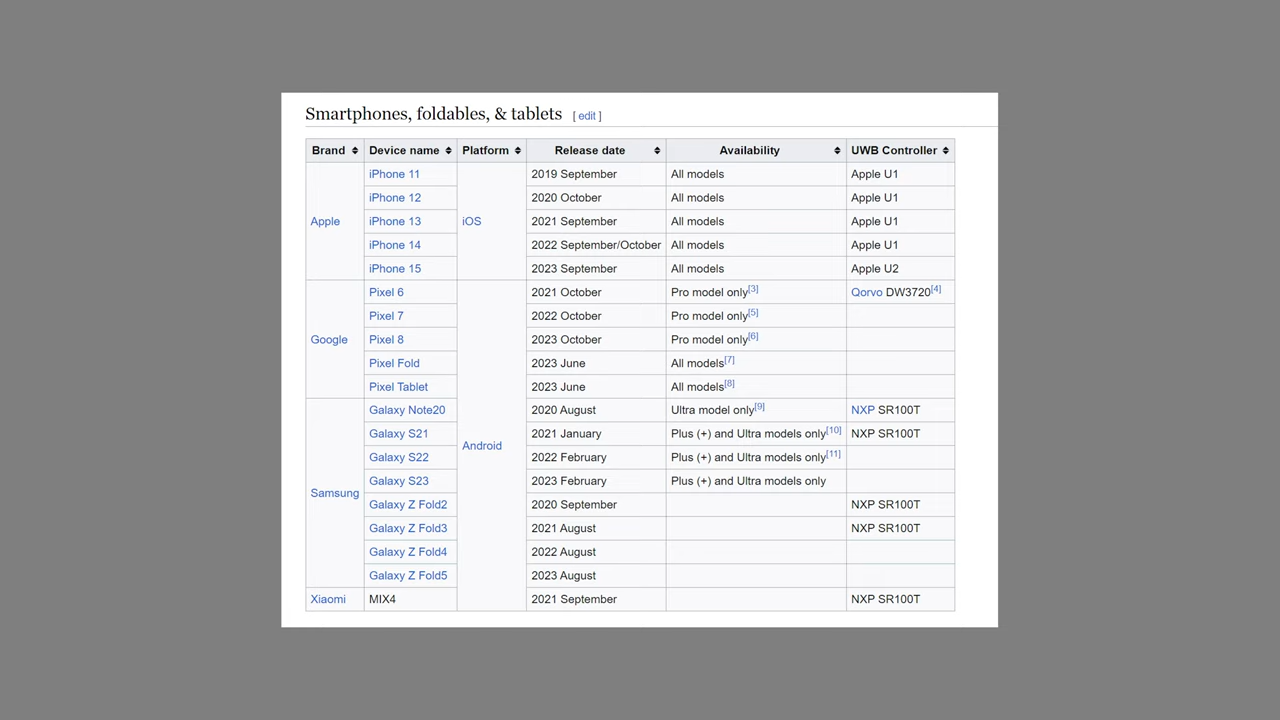 Smartphones, foldables, & tablets [ edit ]
Brand Device name Platform Release date Availability UWB Controller
Apple iPhone 11 iOS 2019 September All models Apple U1
iPhone 12 2020 October All models Apple U1
iPhone 13 2021 September All models Apple U1
iPhone 14 2022 September/October All models Apple U1
iPhone 15 2023 September All models Apple U2
Google Pixel 6 Android 2021 October Pro model only[3] Qorvo DW3720[4]
Pixel 7 2022 October Pro model only[5]
Pixel 8 2023 October Pro model only[6]
Pixel Fold 2023 June All models[7]
Pixel Tablet 2023 June All models[8]
Samsung Galaxy Note20 2020 August Ultra model only[9] NXP SR100T
Galaxy S21 2021 January Plus (+) and Ultra models only[10] NXP SR100T
Galaxy S22 2022 February Plus (+) and Ultra models only[11]
Galaxy S23 2023 February Plus (+) and Ultra models only
Galaxy Z Fold2 2020 September NXP SR100T
Galaxy Z Fold3 2021 August NXP SR100T
Galaxy Z Fold4 2022 August
Galaxy Z Fold5 2023 August
Xiaomi MIX4 2021 September NXP SR100T